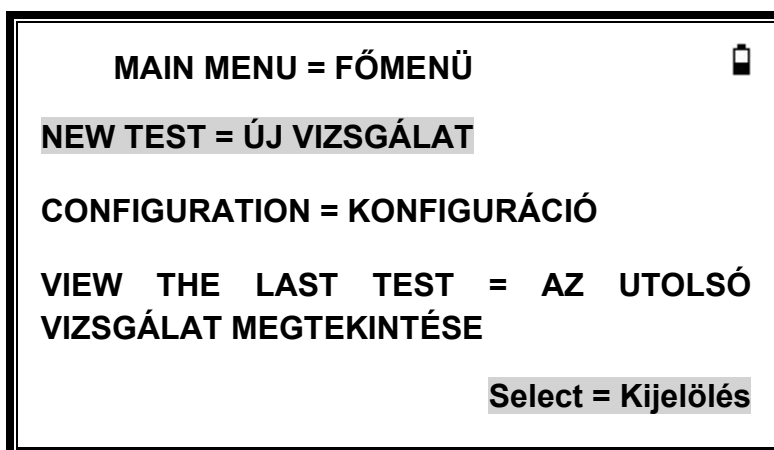 MAIN MENU = FŐMENÜ
NEW TEST = ÚJ VIZSGÁLAT
CONFIGURATION = KONFIGURÁCIÓ
VIEW THE LAST TEST = AZ UTOLSÓ
VIZSGÁLAT MEGTEKINTÉSE
Select = Kijelölés